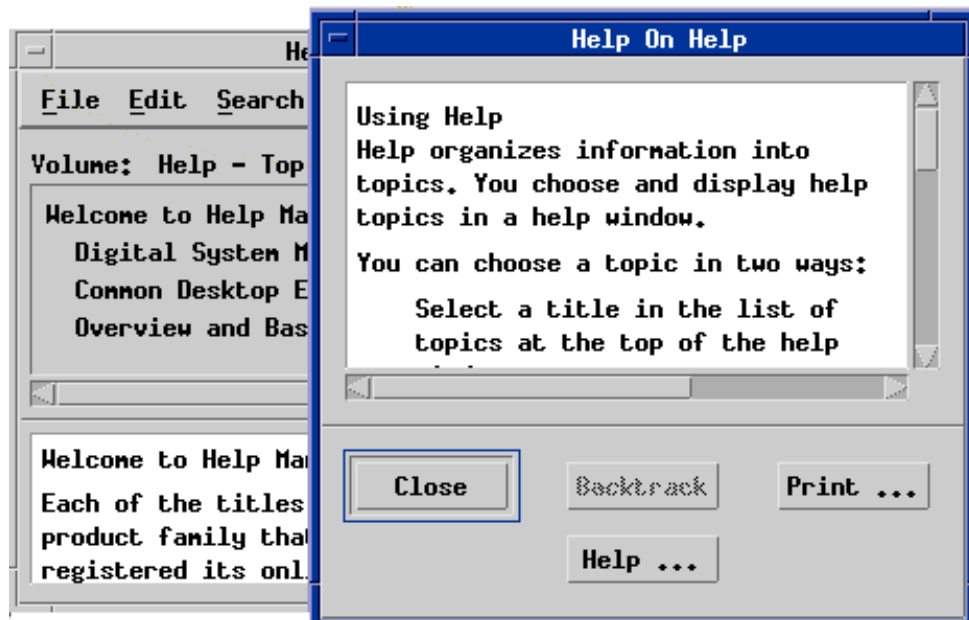 He
File Edit Search
Volume: Help - Top
Welcome to Help Ma
Digital System M
Common Desktop E
Overview and Bas
Welcome to Help Ma
Each of the titles
product family tha
registered its onl
Help On Help
Using Help
Help organizes information into
topics. You choose and display help
topics in a help window.
You can choose a topic in two ways:
Select a title in the list of
topics at the top of the help
Close
Backtrack
Print ...
Help ...